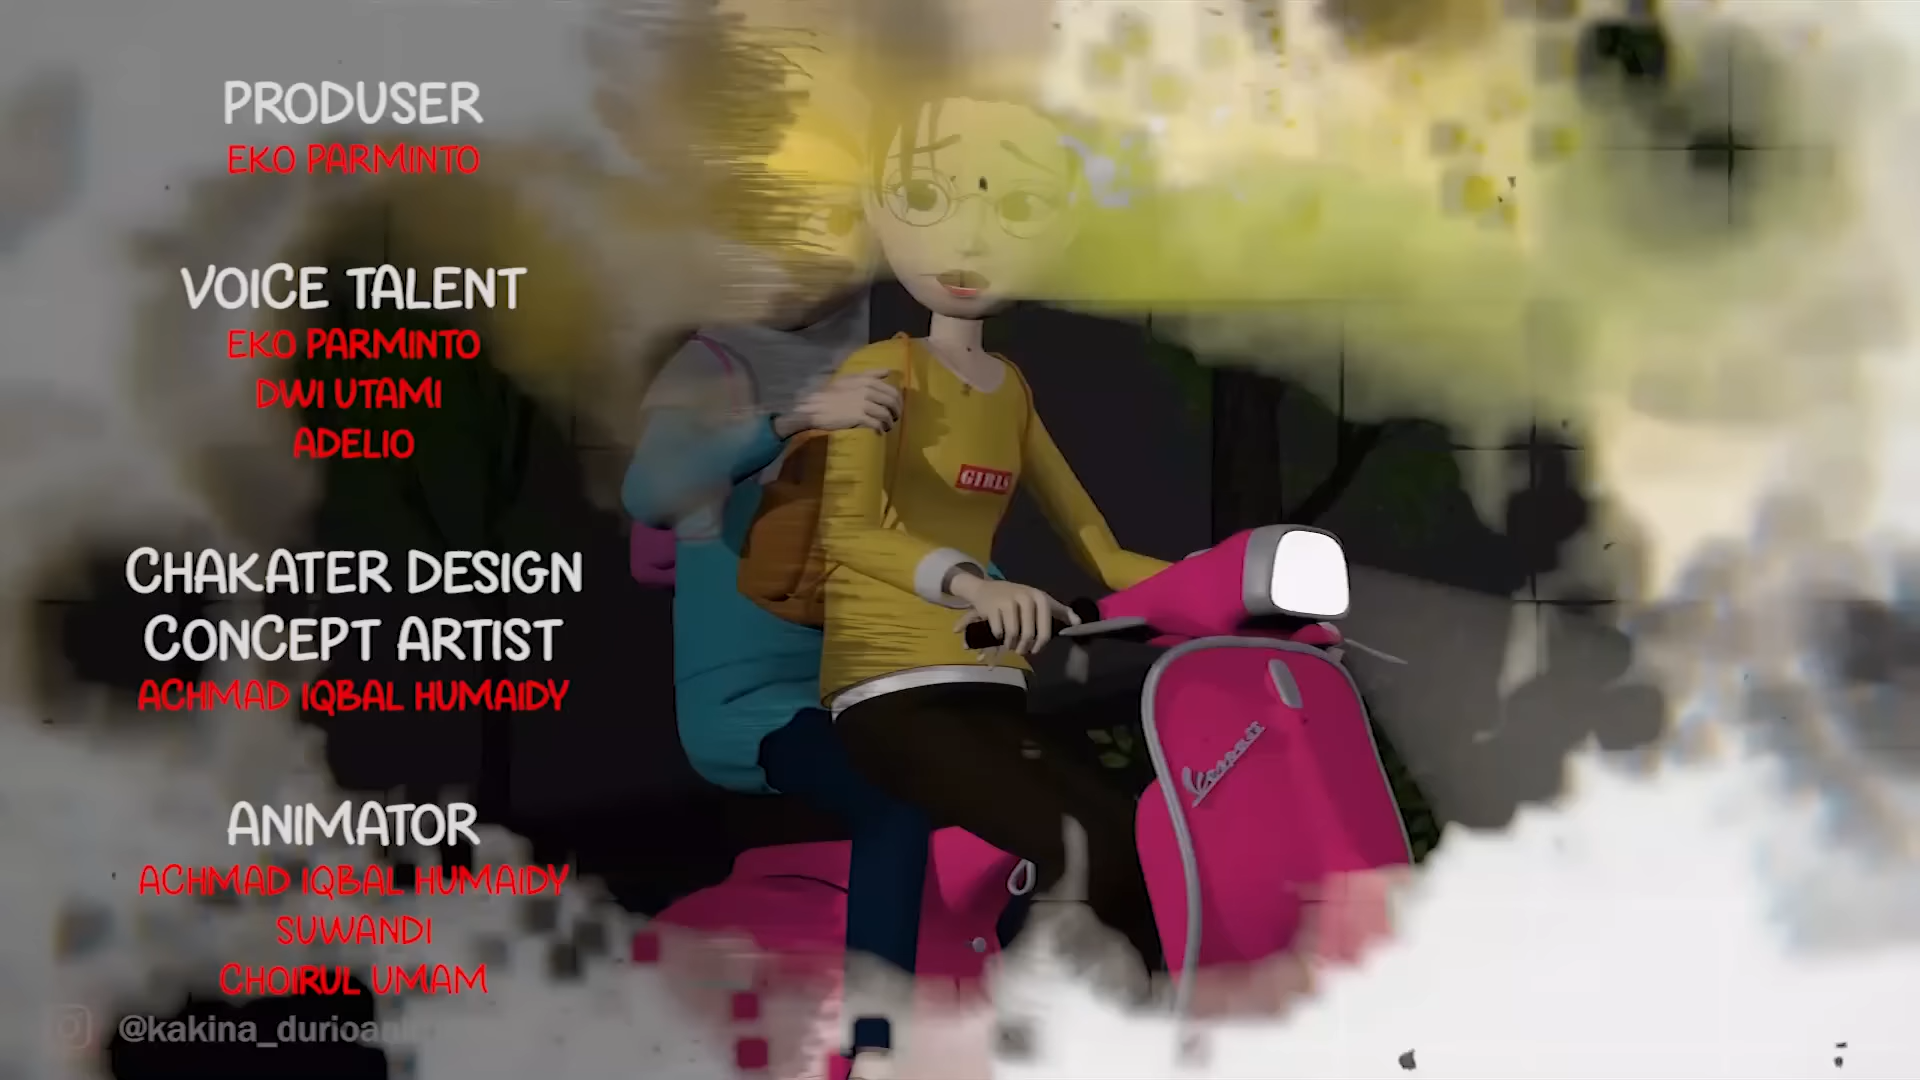 PRODUSER
EKO PARMINTO
VOICE TALENT
EKO PARMINTO
DWI UTAMI
ADELIO
CHAKATER DESIGN
CONCEPT ARTIST
ACHMAD IQBAL HUMAIDY
ANIMATOR
ACHMAD IQBAL HUMAIDY
SUWANDI
CHOIRUL UMAM
GIRLS